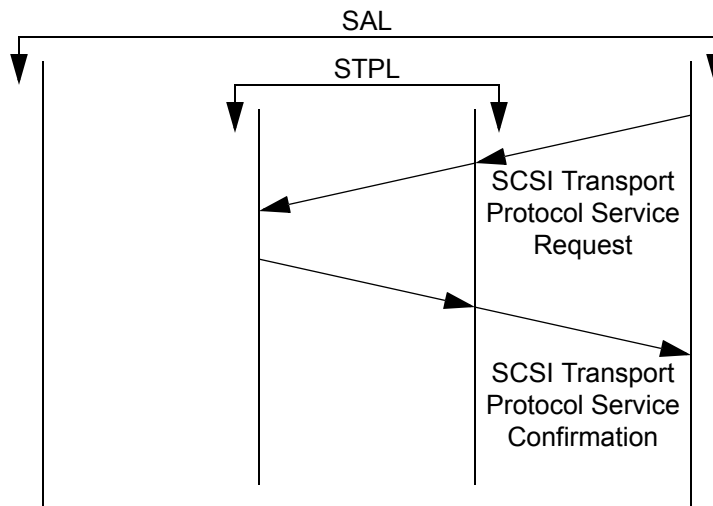 SAL
STPL
SCSI Transport
Protocol Service
Request
SCSI Transport
Protocol Service
Confirmation